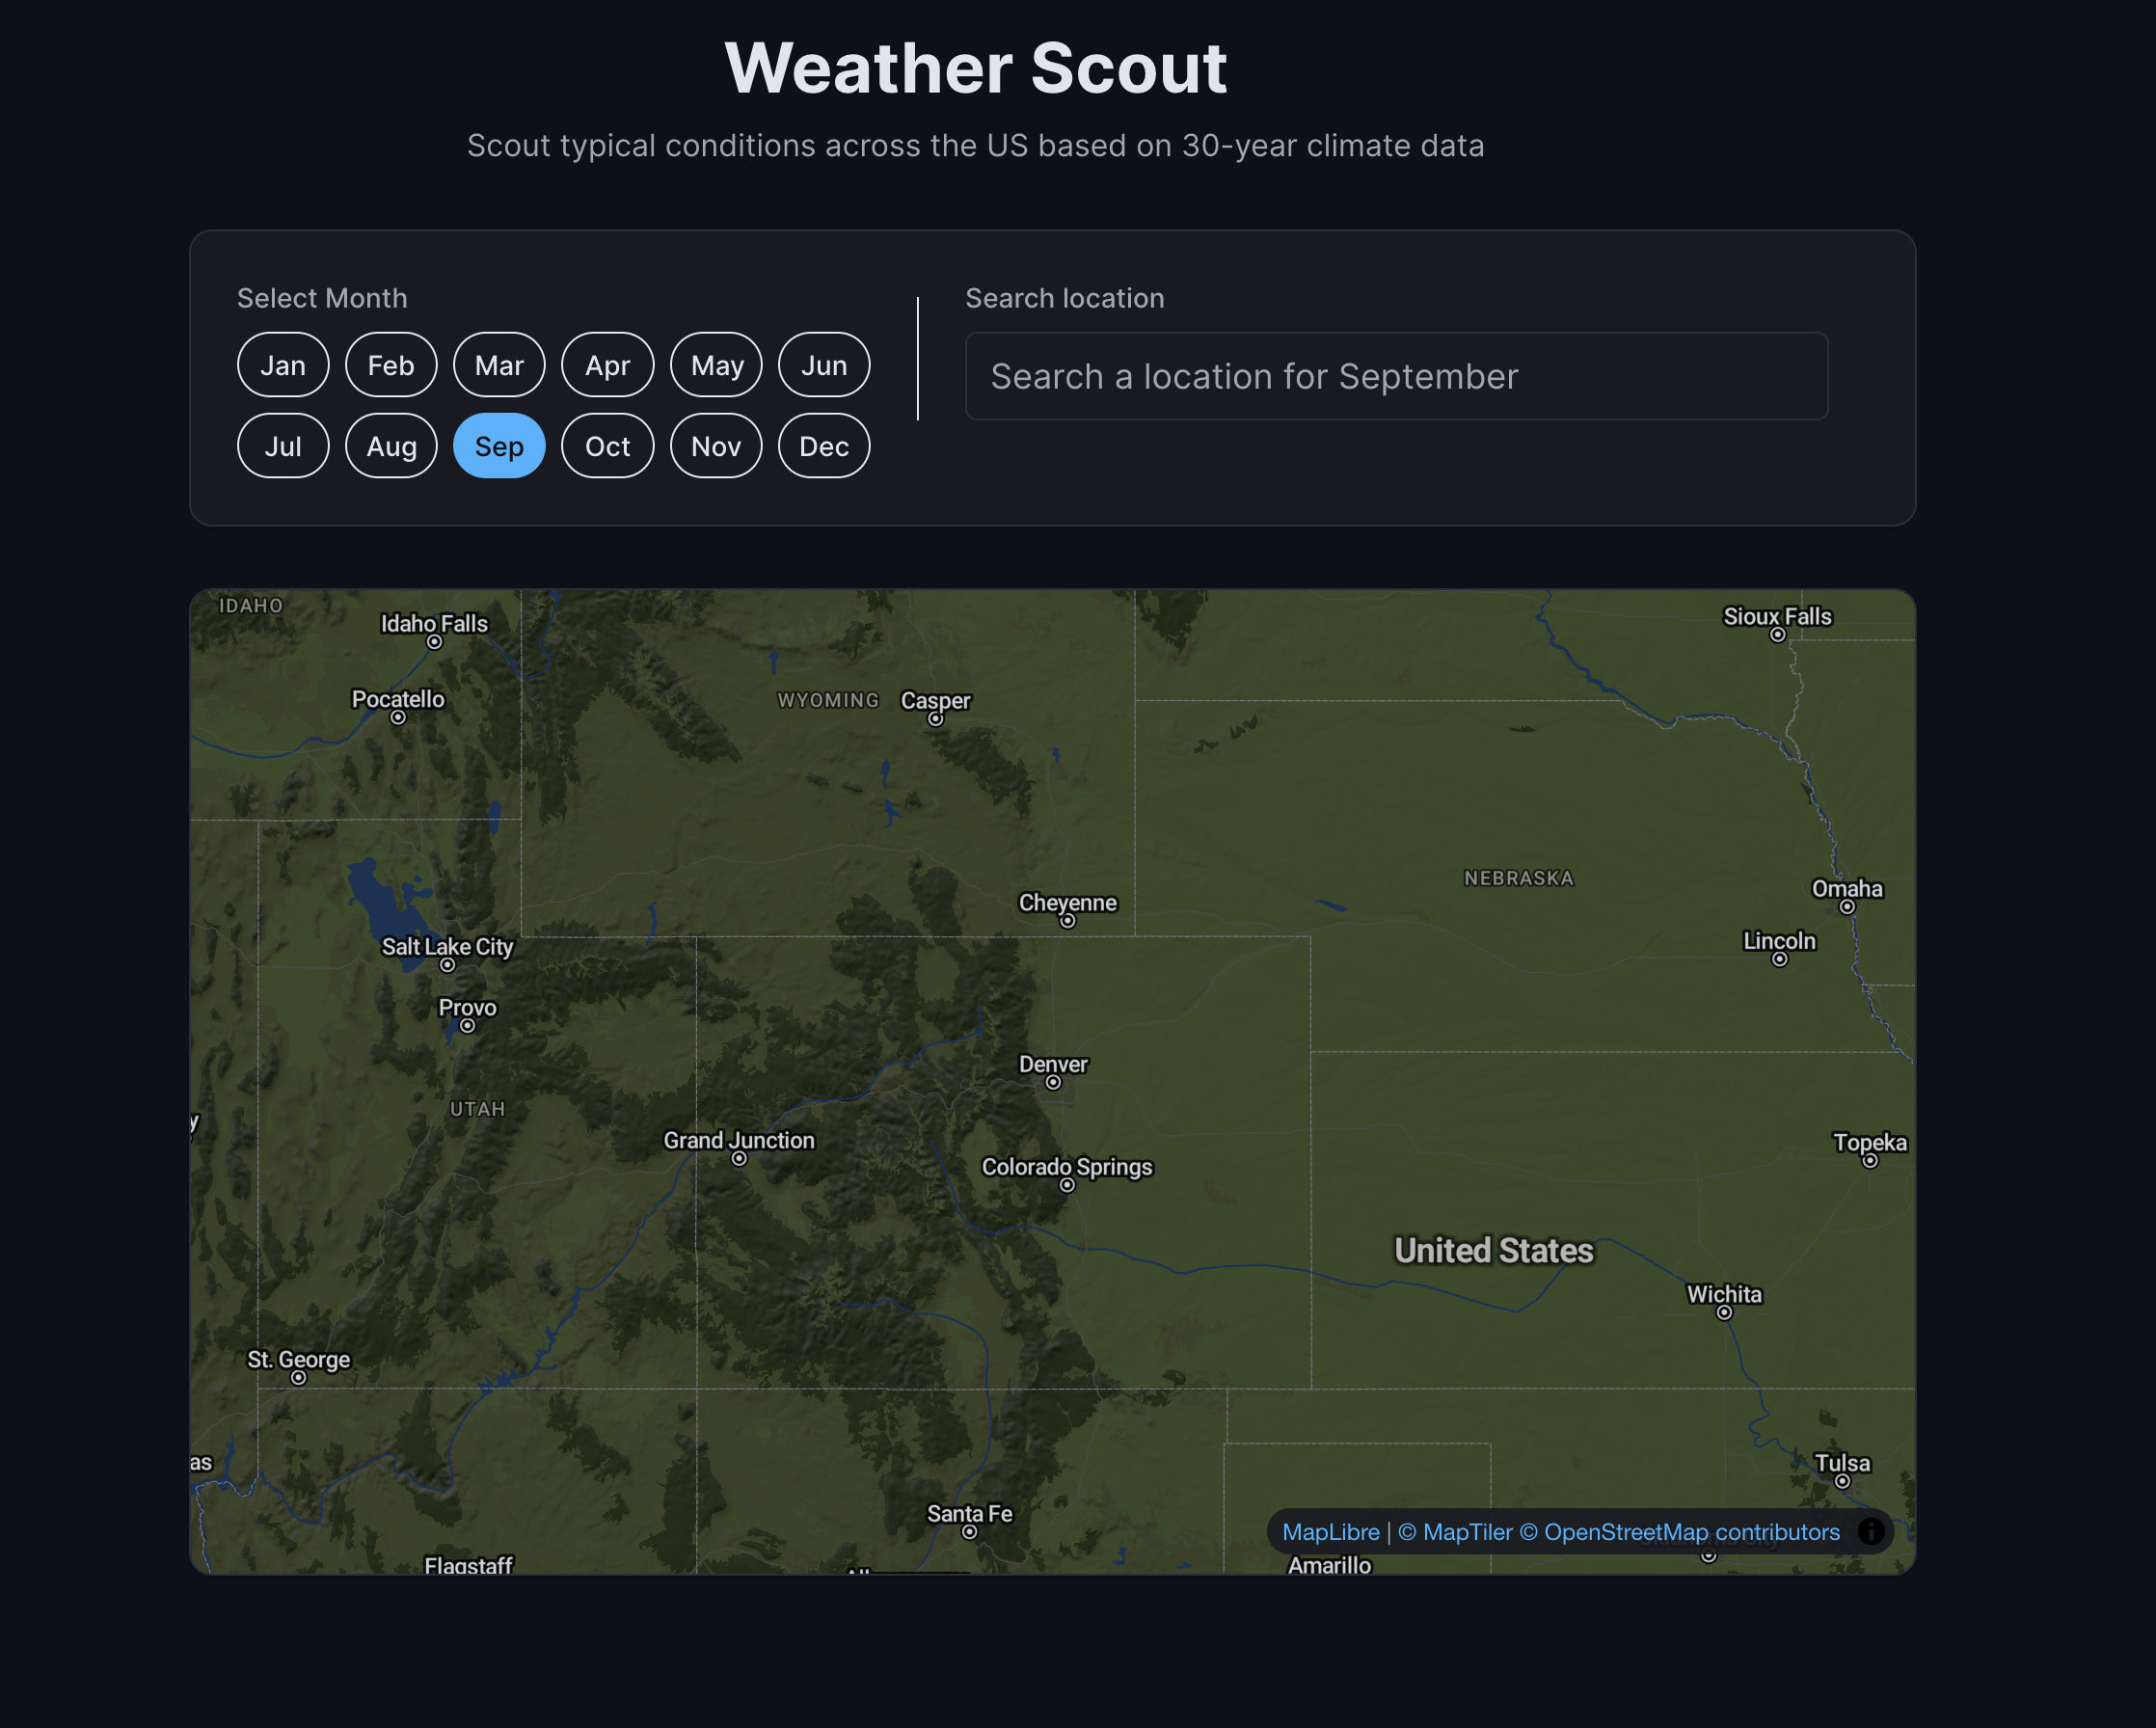 Weather Scout
Scout typical conditions across the US based on 30-year climate data
Select Month
Jan Feb Mar Apr May Jun
Jul Aug Sep Oct Nov Dec
Search location
Search a location for September
IDAHO
Idaho Falls
Sioux Falls
Pocatello
WYOMING
Casper
NEBRASKA
Omaha
Cheyenne
Lincoln
Salt Lake City
Provo
Denver
UTAH
Grand Junction
Topeka
Colorado Springs
United States
Wichita
St. George
as
Tulsa
Santa Fe
MapLibre | © MapTiler © OpenStreetMap contributors
Flagstaff
Amarillo